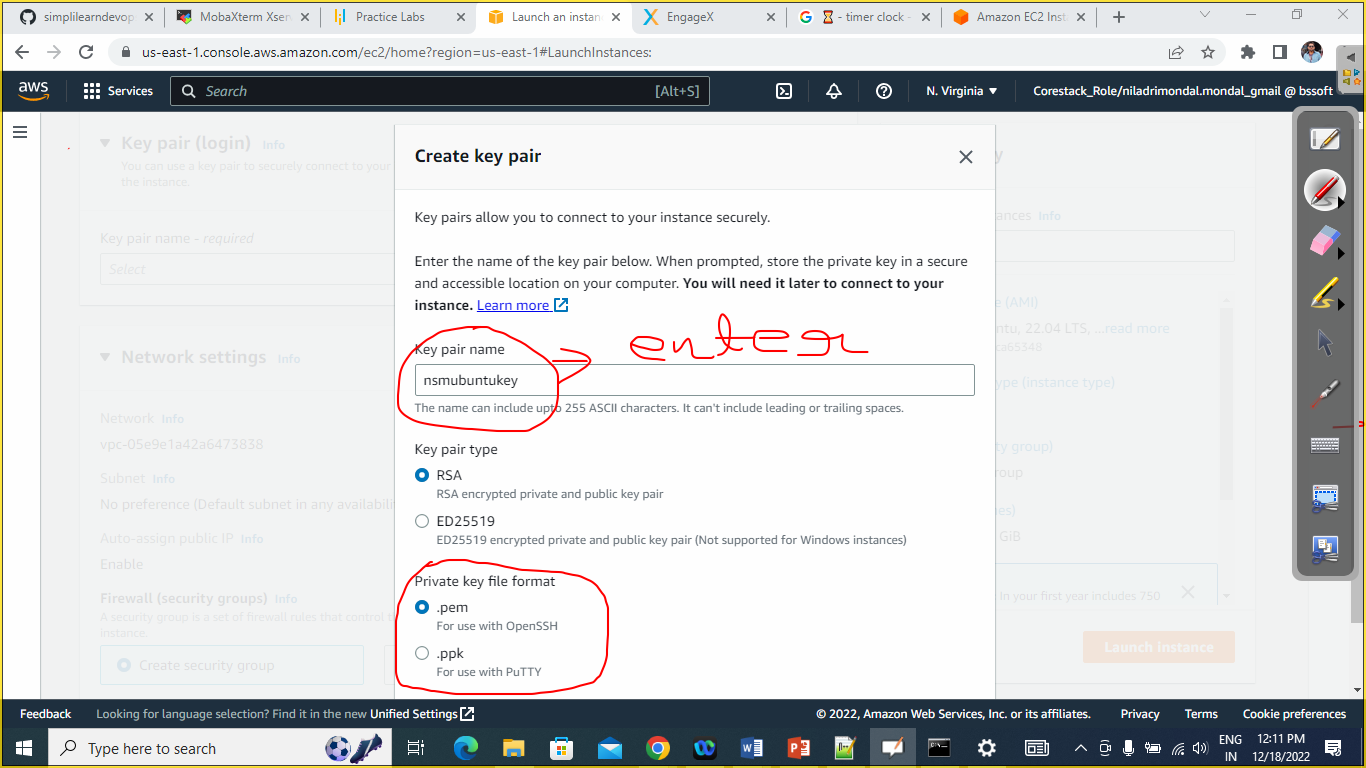 simplilearndevop
MobaXterm Xserv
Practice Labs
Launch an instan
EngageX
- timer clock -
Amazon EC2 Inst
us-east-1.console.aws.amazon.com/ec2/home?region=us-east-1#LaunchInstances:
aws
Services
Search
[Alt+S]
N. Virginia
Corestack_Role/niladrimondal.mondal_gmail @ bssoft
Key pair (login) Info
You can use a key pair to securely connect to your
the instance.
Key pair name - required
Select
Network settings Info
Network Info
vpc-05e9e1a42a6473838
Subnet Info
No preference (Default subnet in any availabili
Auto-assign public IP Info
Enable
Firewall (security groups) Info
A security group is a set of firewall rules that control t
instance.
Create security group
Create key pair
Key pairs allow you to connect to your instance securely.
Enter the name of the key pair below. When prompted, store the private key in a secure
and accessible location on your computer. You will need it later to connect to your
instance. Learn more
enter
Key pair name
nsmubuntukey
The name can include upto 255 ASCII characters. It can't include leading or trailing spaces.
Key pair type
RSA
RSA encrypted private and public key pair
ED25519
ED25519 encrypted private and public key pair (Not supported for Windows instances)
Private key file format
.pem
For use with OpenSSH
.ppk
For use with PuTTY
y
ances Info
e (AMI)
ntu, 22.04 LTS, ...read more
ca65348
ype (instance type)
ty group)
roup
nes)
GiB
In your first year includes 750
Launch instance
Feedback
Looking for language selection? Find it in the new Unified Settings
© 2022, Amazon Web Services, Inc. or its affiliates.
Privacy
Terms
Cookie preferences
Type here to search
ENG
IN
12:11 PM
12/18/2022